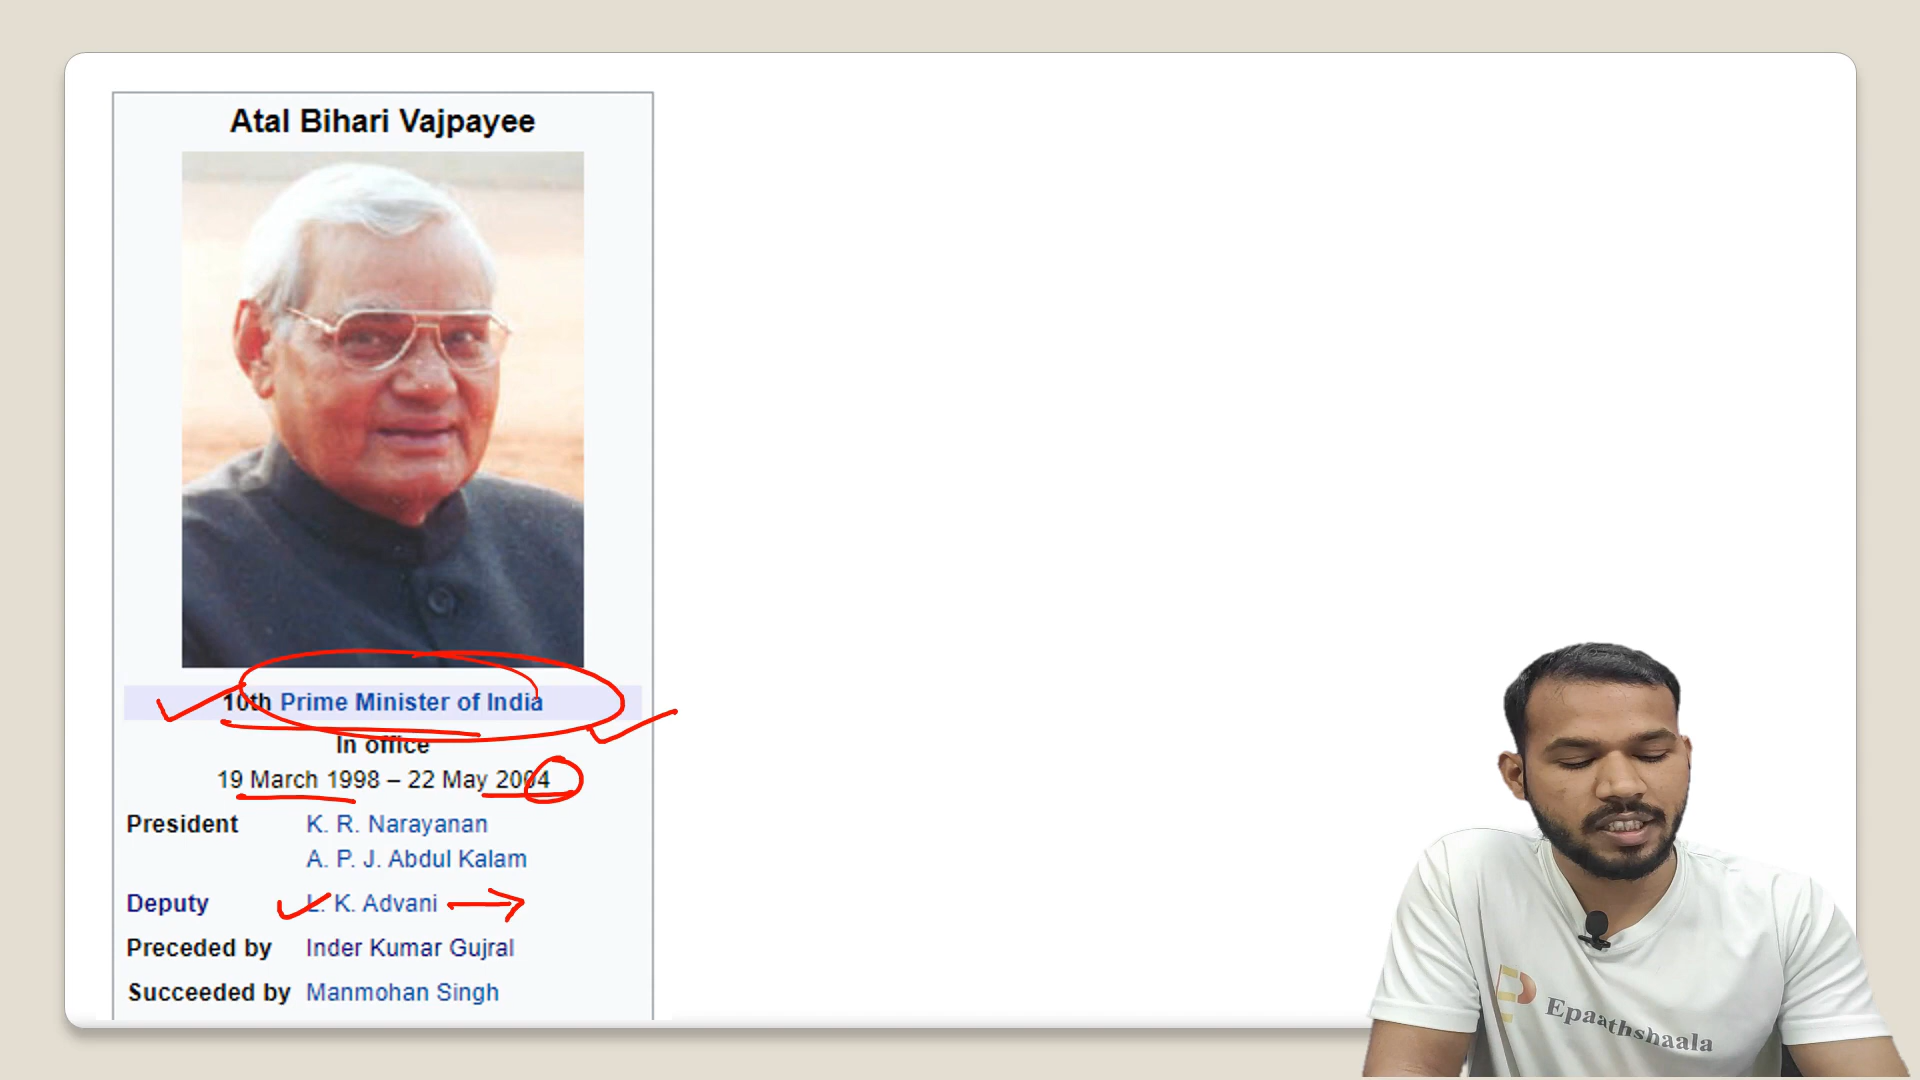 Atal Bihari Vajpayee
10th Prime Minister of India
In office
19 March 1998 – 22 May 2004
President K. R. Narayanan
A. P. J. Abdul Kalam
Deputy L. K. Advani
Preceded by Inder Kumar Gujral
Succeeded by Manmohan Singh
Epaathshaala